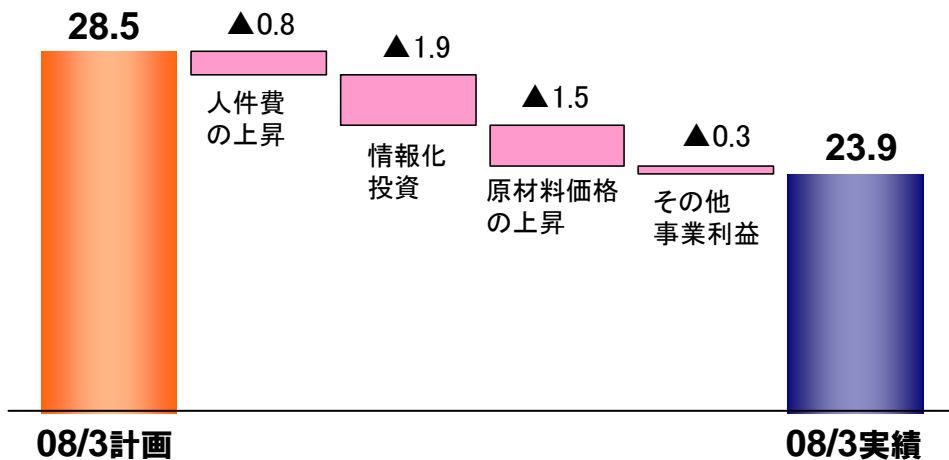 28.5
▲0.8
人件費
の上昇
▲1.9
情報化
投資
▲1.5
原材料価格
の上昇
▲0.3
その他
事業利益
23.9
08/3計画
08/3実績